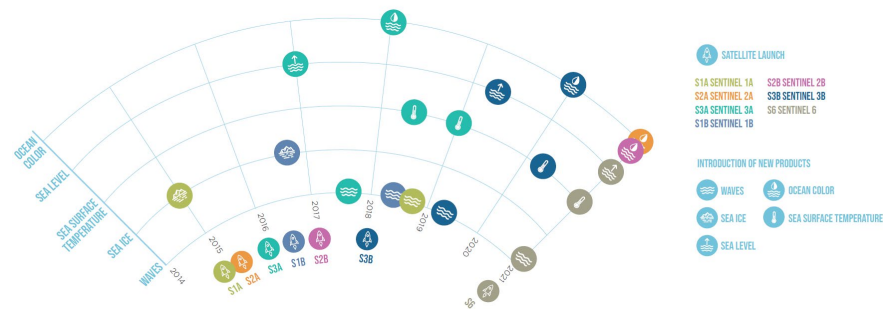 OCEAN
COLOR
SEA LEVEL
SEA SURFACE
TEMPERATURE
SEA ICE
WAVES
2014
2015
2016
2017
2018
2019
2020
2021
S1A
S2A
S3A
S1B
S2B
S3B
S6
SATELLITE LAUNCH
S1A SENTINEL 1A
S2B SENTINEL 2B
S2A SENTINEL 2A
S3B SENTINEL 3B
S3A SENTINEL 3A
S6 SENTINEL 6
S1B SENTINEL 1B
INTRODUCTION OF NEW PRODUCTS
WAVES
OCEAN COLOR
SEA ICE
SEA SURFACE TEMPERATURE
SEA LEVEL